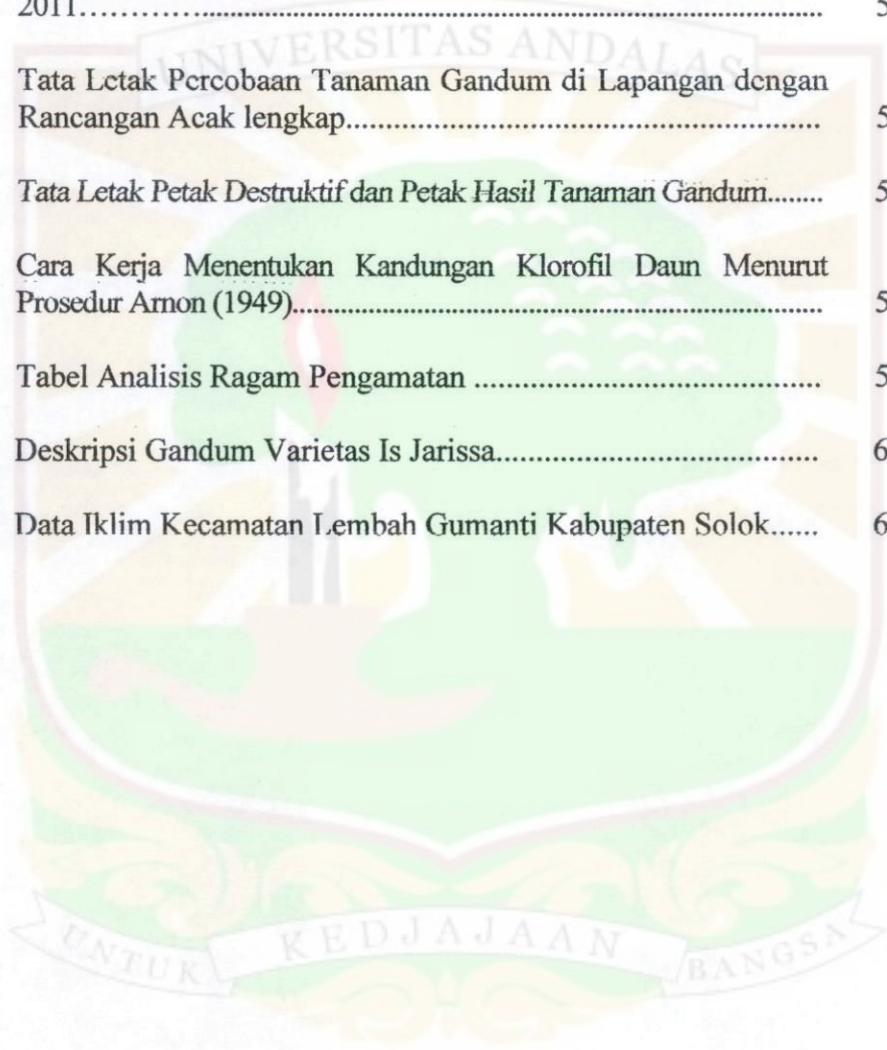 2011........................................................................ 5
UNIVERSITAS ANDALAS
Tata Letak Percobaan Tanaman Gandum di Lapangan dengan
Rancangan Acak lengkap............................................................ 5
Tata Letak Petak Destruktif dan Petak Hasil Tanaman Gandum........ 5
Cara Kerja Menentukan Kandungan Klorofil Daun Menurut
Prosedur Arnon (1949)................................................................... 5
Tabel Analisis Ragam Pengamatan ............................................ 5
Deskripsi Gandum Varietas Is Jarissa......................................... 6
Data Iklim Kecamatan Lembah Gumanti Kabupaten Solok...... 6
UNTUK KEDJAJAAN BANGSA